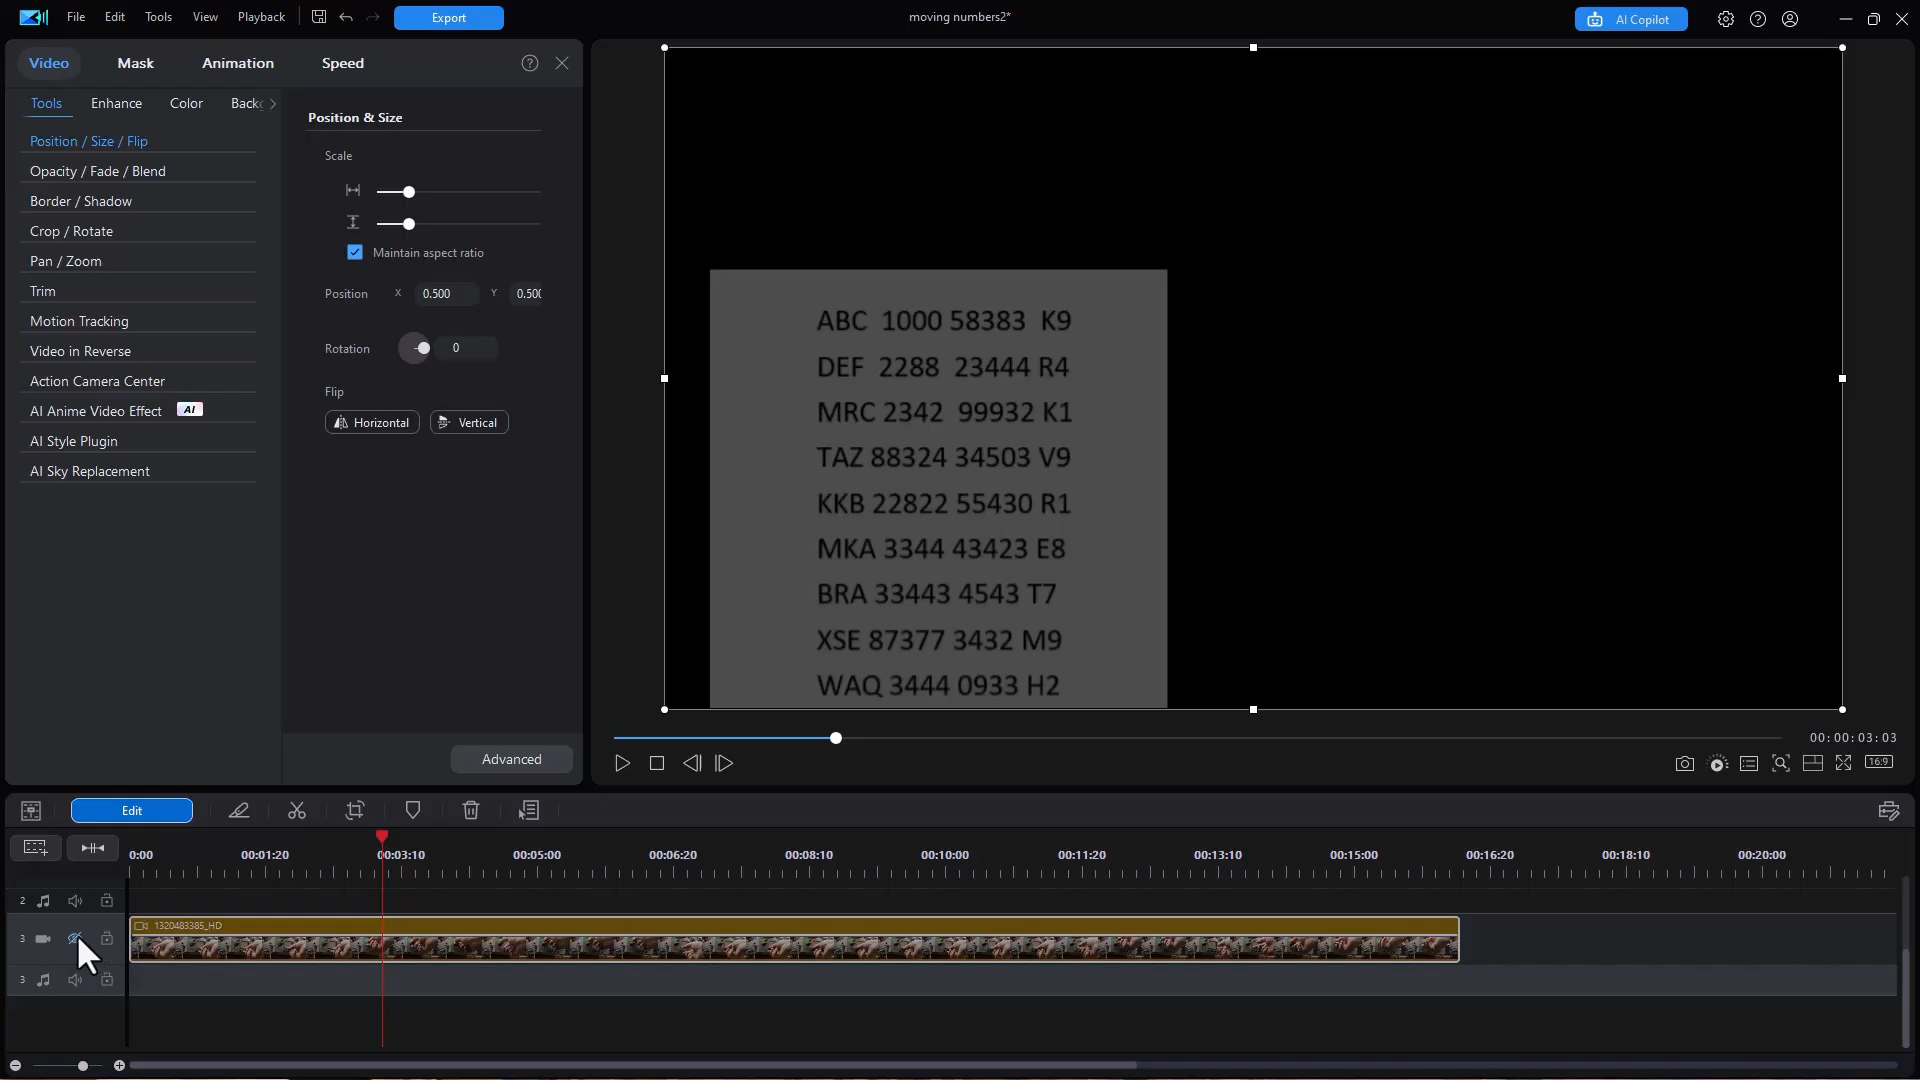 File Edit Tools View Playback Export moving numbers2* AI Copilot
Video Mask Animation Speed
Tools Enhance Color Backg
Position / Size / Flip
Opacity / Fade / Blend
Border / Shadow
Crop / Rotate
Pan / Zoom
Trim
Motion Tracking
Video in Reverse
Action Camera Center
AI Anime Video Effect AI
AI Style Plugin
AI Sky Replacement
Position & Size
Scale
Maintain aspect ratio
Position X 0.500 Y 0.500
Rotation 0
Flip
Horizontal Vertical
Advanced
ABC 1000 58383 K9
DEF 2288 23444 R4
MRC 2342 99932 K1
TAZ 88324 34503 V9
KKB 22822 55430 R1
MKA 3344 43423 E8
BRA 33443 4543 T7
XSE 87377 3432 M9
WAQ 3444 0933 H2
00:00:03:03
16:9
Edit
0:00 00:01:20 00:03:10 00:05:00 00:06:20 00:08:10 00:10:00 00:11:20 00:13:10 00:15:00 00:16:20 00:18:10 00:20:00
2
3 1320483385_HD
3